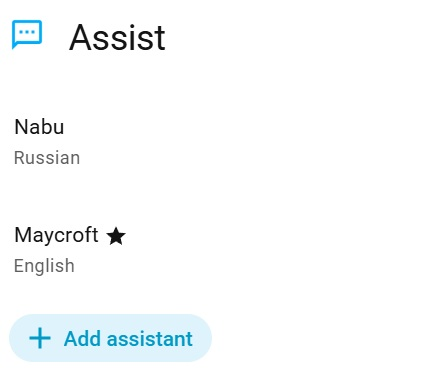 Assist
Nabu
Russian
Maycroft ★
English
+ Add assistant